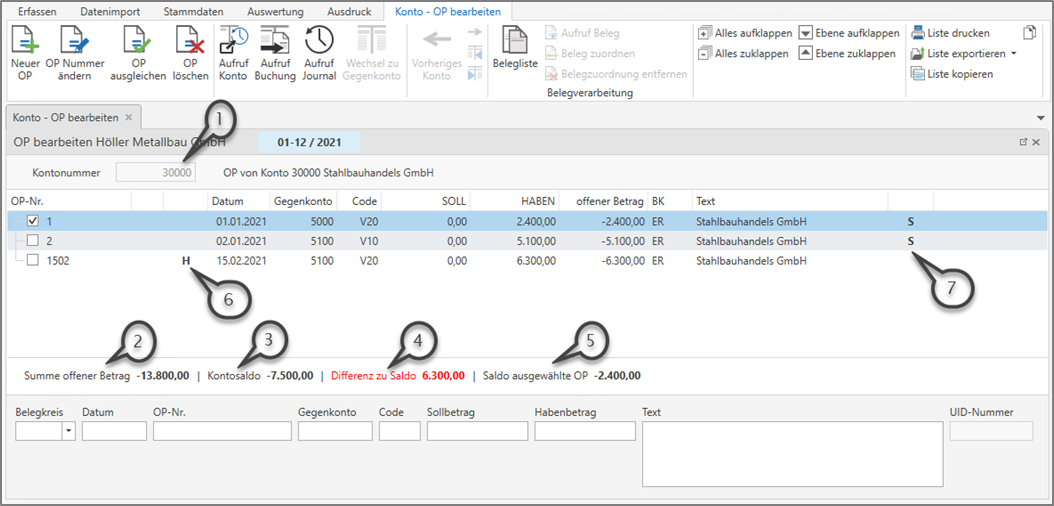 Erfassen Datenimport Stammdaten Auswertung Ausdruck Konto - OP bearbeiten
Neuer OP
OP Nummer ändern
OP ausgleichen
OP löschen
Aufruf Konto
Aufruf Buchung
Aufruf Journal
Wechsel zu Gegenkonto
Vorheriges Konto
Belegliste
Aufruf Beleg
Beleg zuordnen
Belegzuordnung entfernen
Belegverarbeitung
Alles aufklappen Ebene aufklappen
Alles zuklappen Ebene zuklappen
Liste drucken
Liste exportieren
Liste kopieren
Konto - OP bearbeiten
1
OP bearbeiten Höller Metallbau GmbH 01-12 / 2021
Kontonummer 30000 OP von Konto 30000 Stahlbauhandels GmbH
OP-Nr. Datum Gegenkonto Code SOLL HABEN offener Betrag BK Text
1 01.01.2021 5000 V20 0,00 2.400,00 -2.400,00 ER Stahlbauhandels GmbH S
2 02.01.2021 5100 V10 0,00 5.100,00 -5.100,00 ER Stahlbauhandels GmbH S
1502 H 15.02.2021 5100 V20 0,00 6.300,00 -6.300,00 ER Stahlbauhandels GmbH
6 7
2 3 4 5
Summe offener Betrag -13.800,00 | Kontosaldo -7.500,00 | Differenz zu Saldo 6.300,00 | Saldo ausgewählte OP -2.400,00
Belegkreis Datum OP-Nr. Gegenkonto Code Sollbetrag Habenbetrag Text UID-Nummer